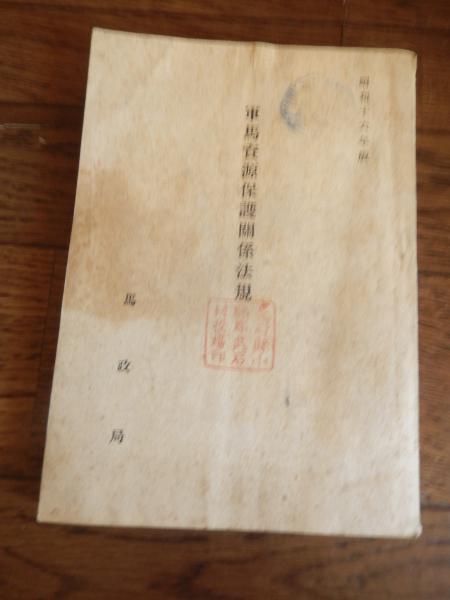 昭和十六年版
軍馬資源保護關係法規
馬政局